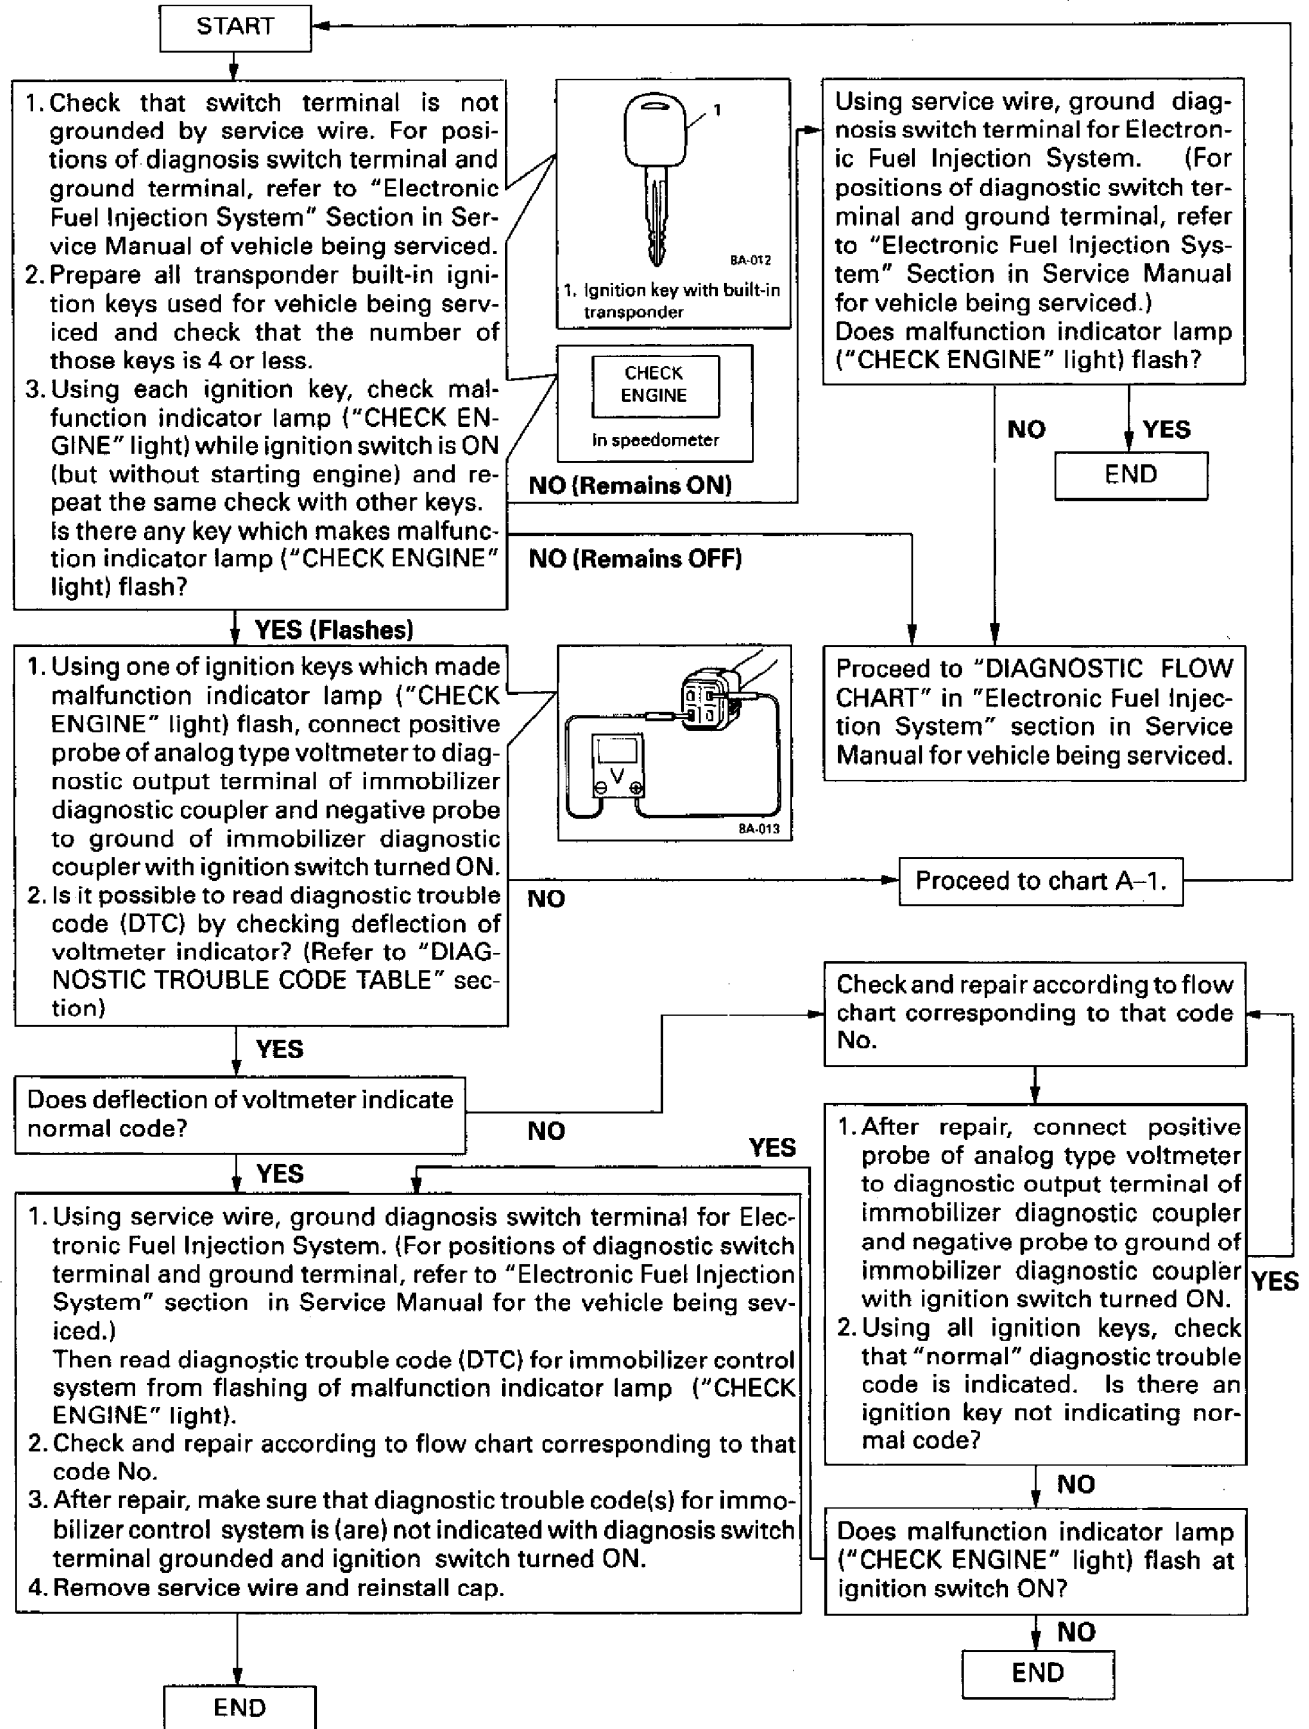 START
1. Check that switch terminal is not
grounded by service wire. For posi-
tions of diagnosis switch terminal and
ground terminal, refer to "Electronic
Fuel Injection System" Section in Ser-
vice Manual of vehicle being serviced.
2. Prepare all transponder built-in igni-
tion keys used for vehicle being serv-
iced and check that the number of
those keys is 4 or less.
3. Using each ignition key, check mal-
function indicator lamp ("CHECK EN-
GINE" light) while ignition switch is ON
(but without starting engine) and re-
peat the same check with other keys.
Is there any key which makes malfunc-
tion indicator lamp ("CHECK ENGINE"
light) flash?
1
8A-012
1. Ignition key with built-in
transponder
CHECK
ENGINE
In speedometer
NO (Remains ON)
NO (Remains OFF)
Using service wire, ground diag-
nosis switch terminal for Electron-
ic Fuel Injection System. (For
positions of diagnostic switch ter-
minal and ground terminal, refer
to "Electronic Fuel Injection Sys-
tem" Section in Service Manual
for vehicle being serviced.)
Does malfunction indicator lamp
("CHECK ENGINE" light) flash?
NO
YES
END
YES (Flashes)
1. Using one of ignition keys which made
malfunction indicator lamp ("CHECK
ENGINE" light) flash, connect positive
probe of analog type voltmeter to diag-
nostic output terminal of immobilizer
diagnostic coupler and negative probe
to ground of immobilizer diagnostic
coupler with ignition switch turned ON.
2. Is it possible to read diagnostic trouble
code (DTC) by checking deflection of
voltmeter indicator? (Refer to "DIAG-
NOSTIC TROUBLE CODE TABLE" sec-
tion)
V
8A-013
Proceed to "DIAGNOSTIC FLOW
CHART" in "Electronic Fuel Injec-
tion System" section in Service
Manual for vehicle being serviced.
NO
Proceed to chart A–1.
YES
Does deflection of voltmeter indicate
normal code?
NO
YES
Check and repair according to flow
chart corresponding to that code
No.
1. After repair, connect positive
probe of analog type voltmeter
to diagnostic output terminal of
immobilizer diagnostic coupler
and negative probe to ground of
immobilizer diagnostic coupler
with ignition switch turned ON.
2. Using all ignition keys, check
that "normal" diagnostic trouble
code is indicated. Is there an
ignition key not indicating nor-
mal code?
YES
NO
Does malfunction indicator lamp
("CHECK ENGINE" light) flash at
ignition switch ON?
YES
NO
END
1. Using service wire, ground diagnosis switch terminal for Elec-
tronic Fuel Injection System. (For positions of diagnostic switch
terminal and ground terminal, refer to "Electronic Fuel Injection
System" section in Service Manual for the vehicle being sev-
iced.)
Then read diagnostic trouble code (DTC) for immobilizer control
system from flashing of malfunction indicator lamp ("CHECK
ENGINE" light).
2. Check and repair according to flow chart corresponding to that
code No.
3. After repair, make sure that diagnostic trouble code(s) for immo-
bilizer control system is (are) not indicated with diagnosis switch
terminal grounded and ignition switch turned ON.
4. Remove service wire and reinstall cap.
END